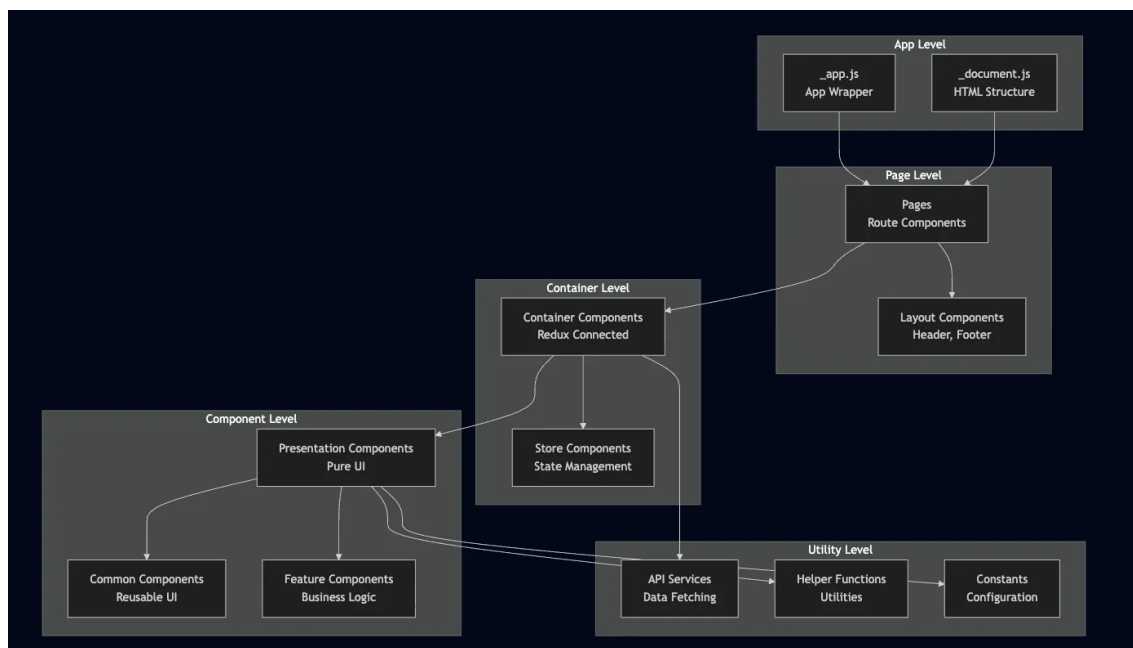 App Level
_app.js
App Wrapper
_document.js
HTML Structure
Page Level
Pages
Route Components
Layout Components
Header, Footer
Container Level
Container Components
Redux Connected
Store Components
State Management
Component Level
Presentation Components
Pure UI
Common Components
Reusable UI
Feature Components
Business Logic
Utility Level
API Services
Data Fetching
Helper Functions
Utilities
Constants
Configuration